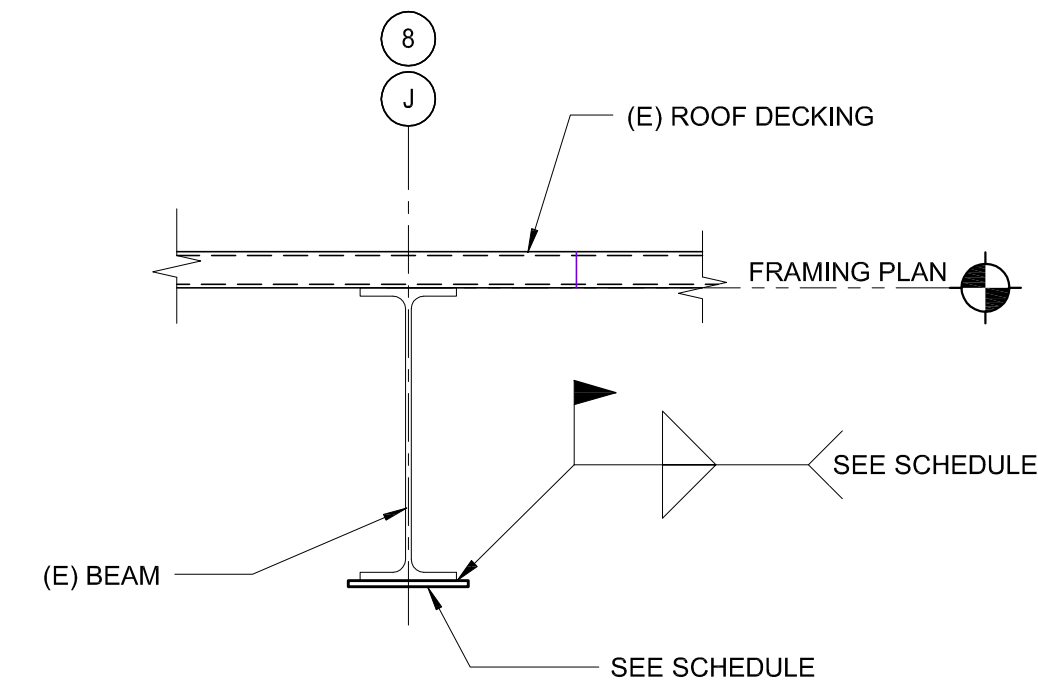 8
J
(E) ROOF DECKING
FRAMING PLAN
SEE SCHEDULE
(E) BEAM
SEE SCHEDULE